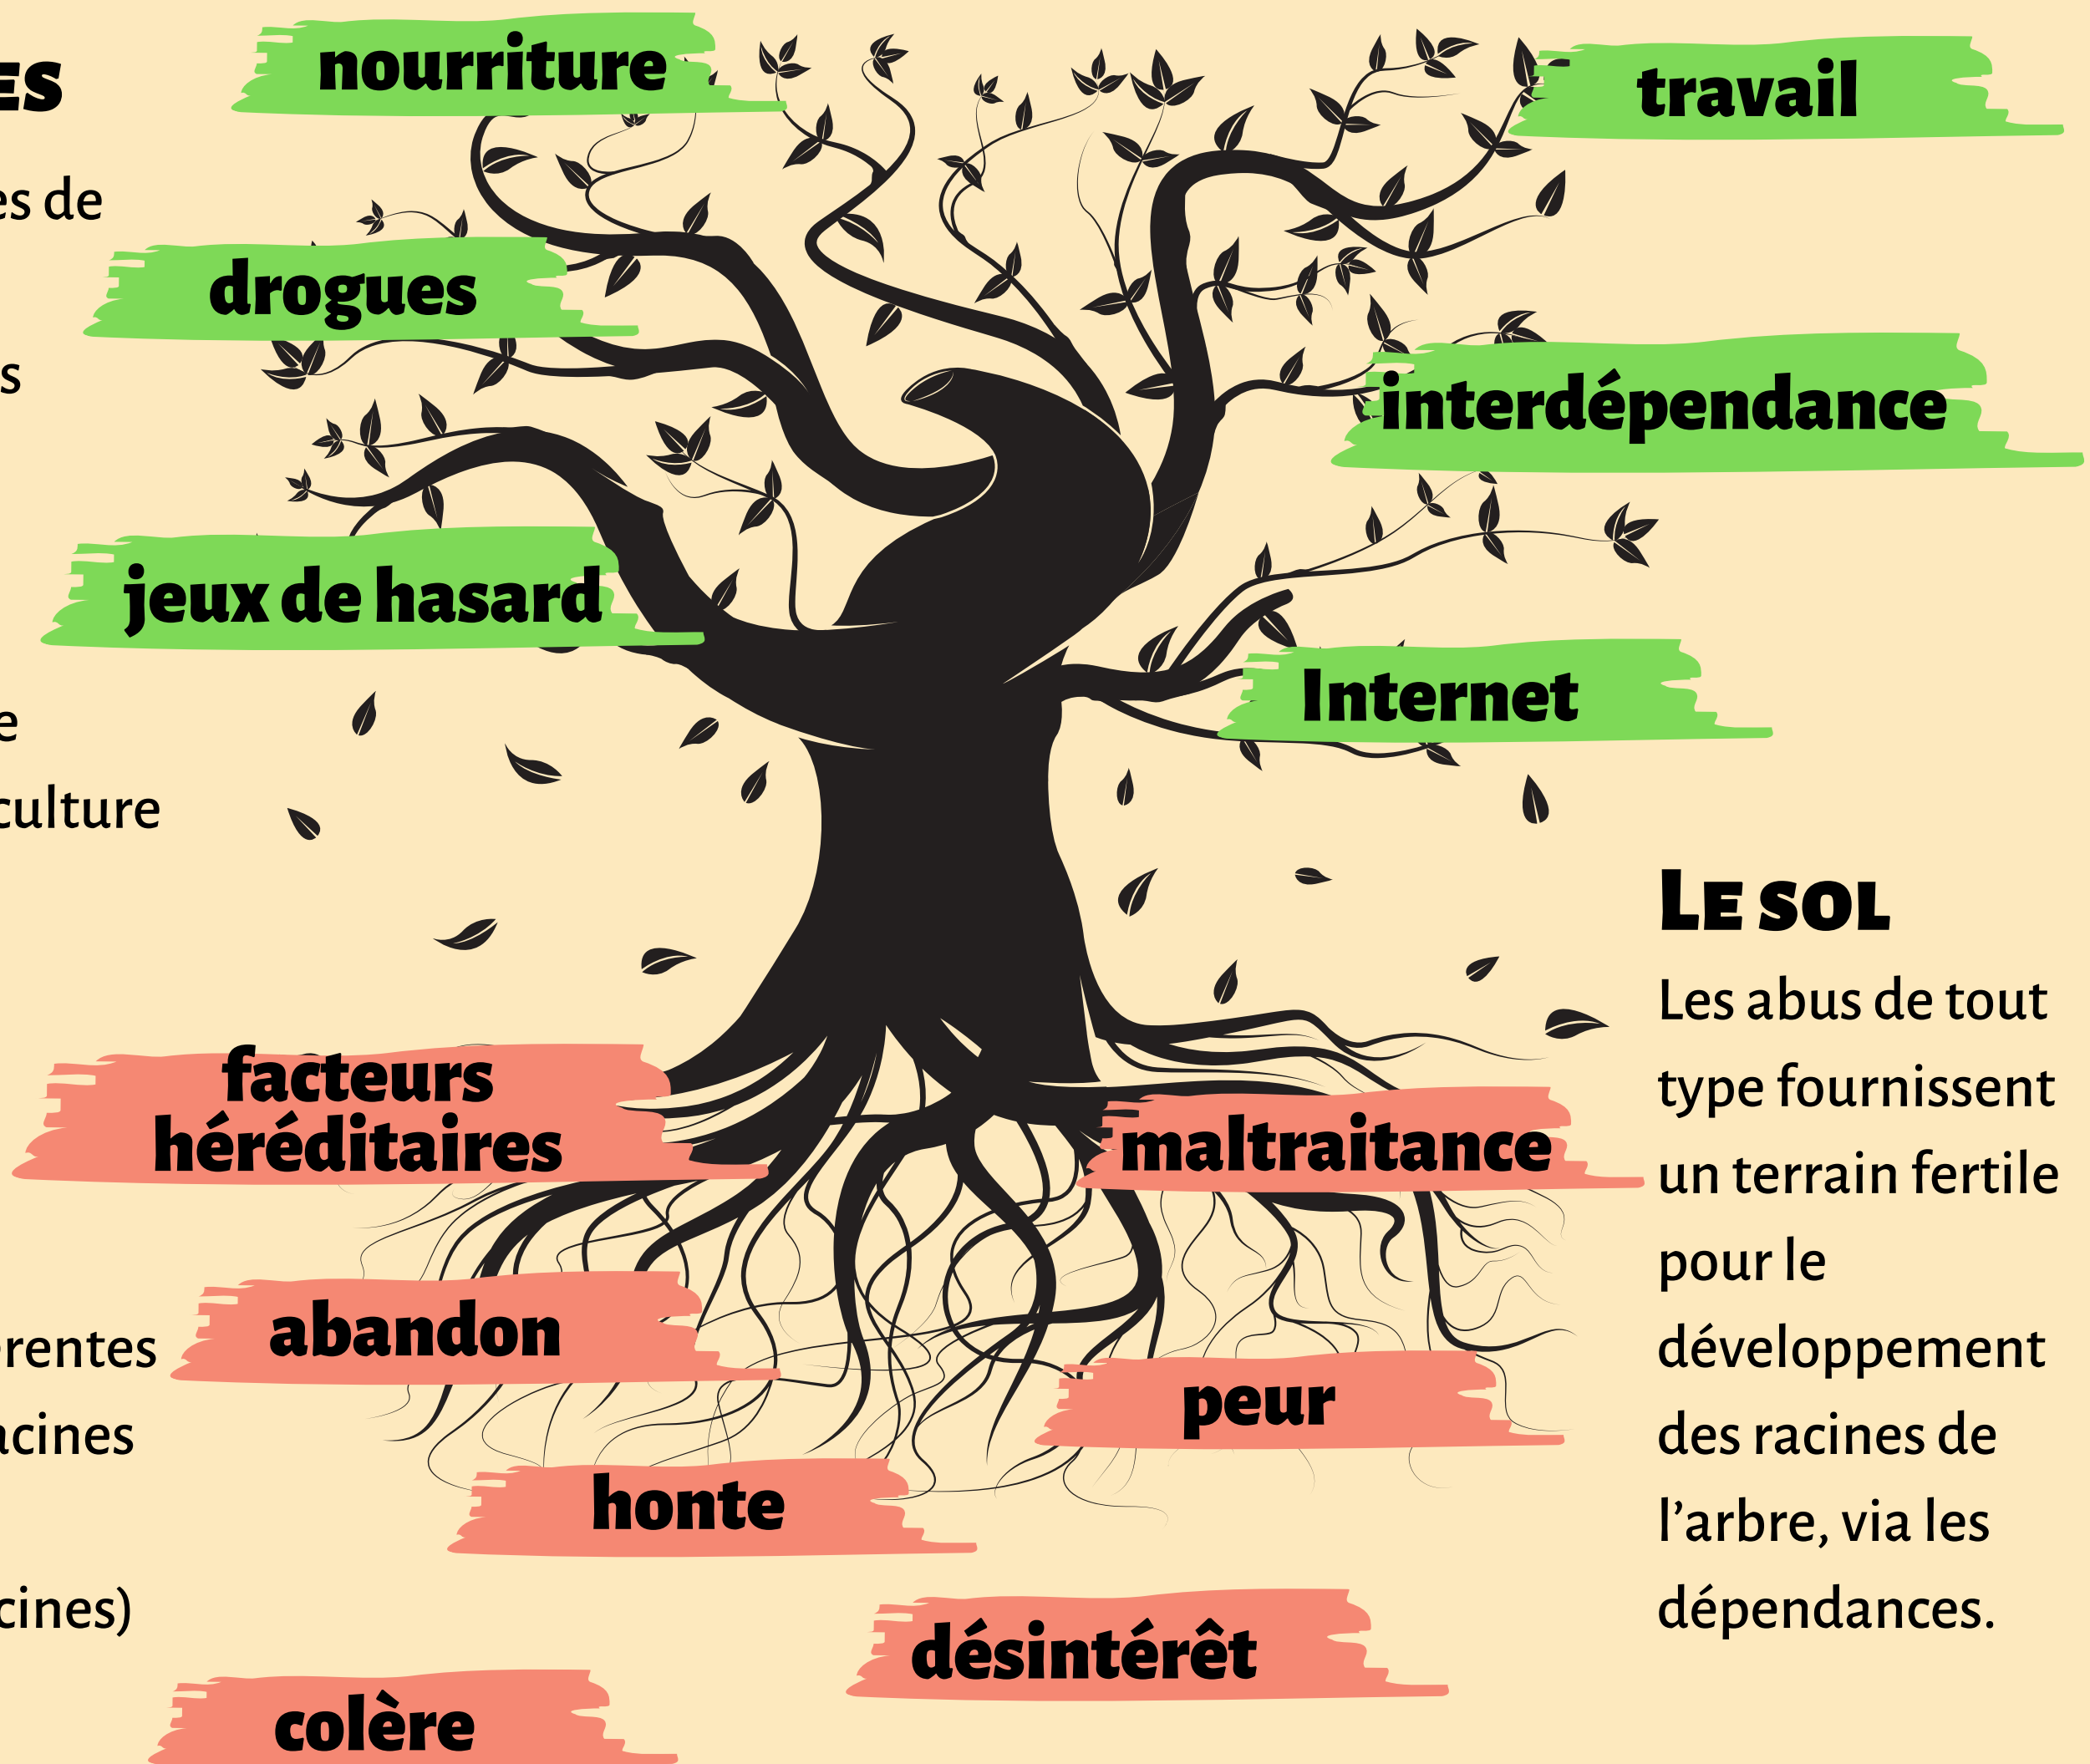 nourriture
travail
ES
es de
drogues
s
interdépendance
jeux de hasard
Internet
e
culture
LE SOL
Les abus de tout
type fournissent
un terrain fertile
pour le
développement
des racines de
l'arbre, via les
dépendances.
facteurs
héréditaires
maltraitance
abandon
érentes
peur
acines
honte
cines)
désintérêt
colère